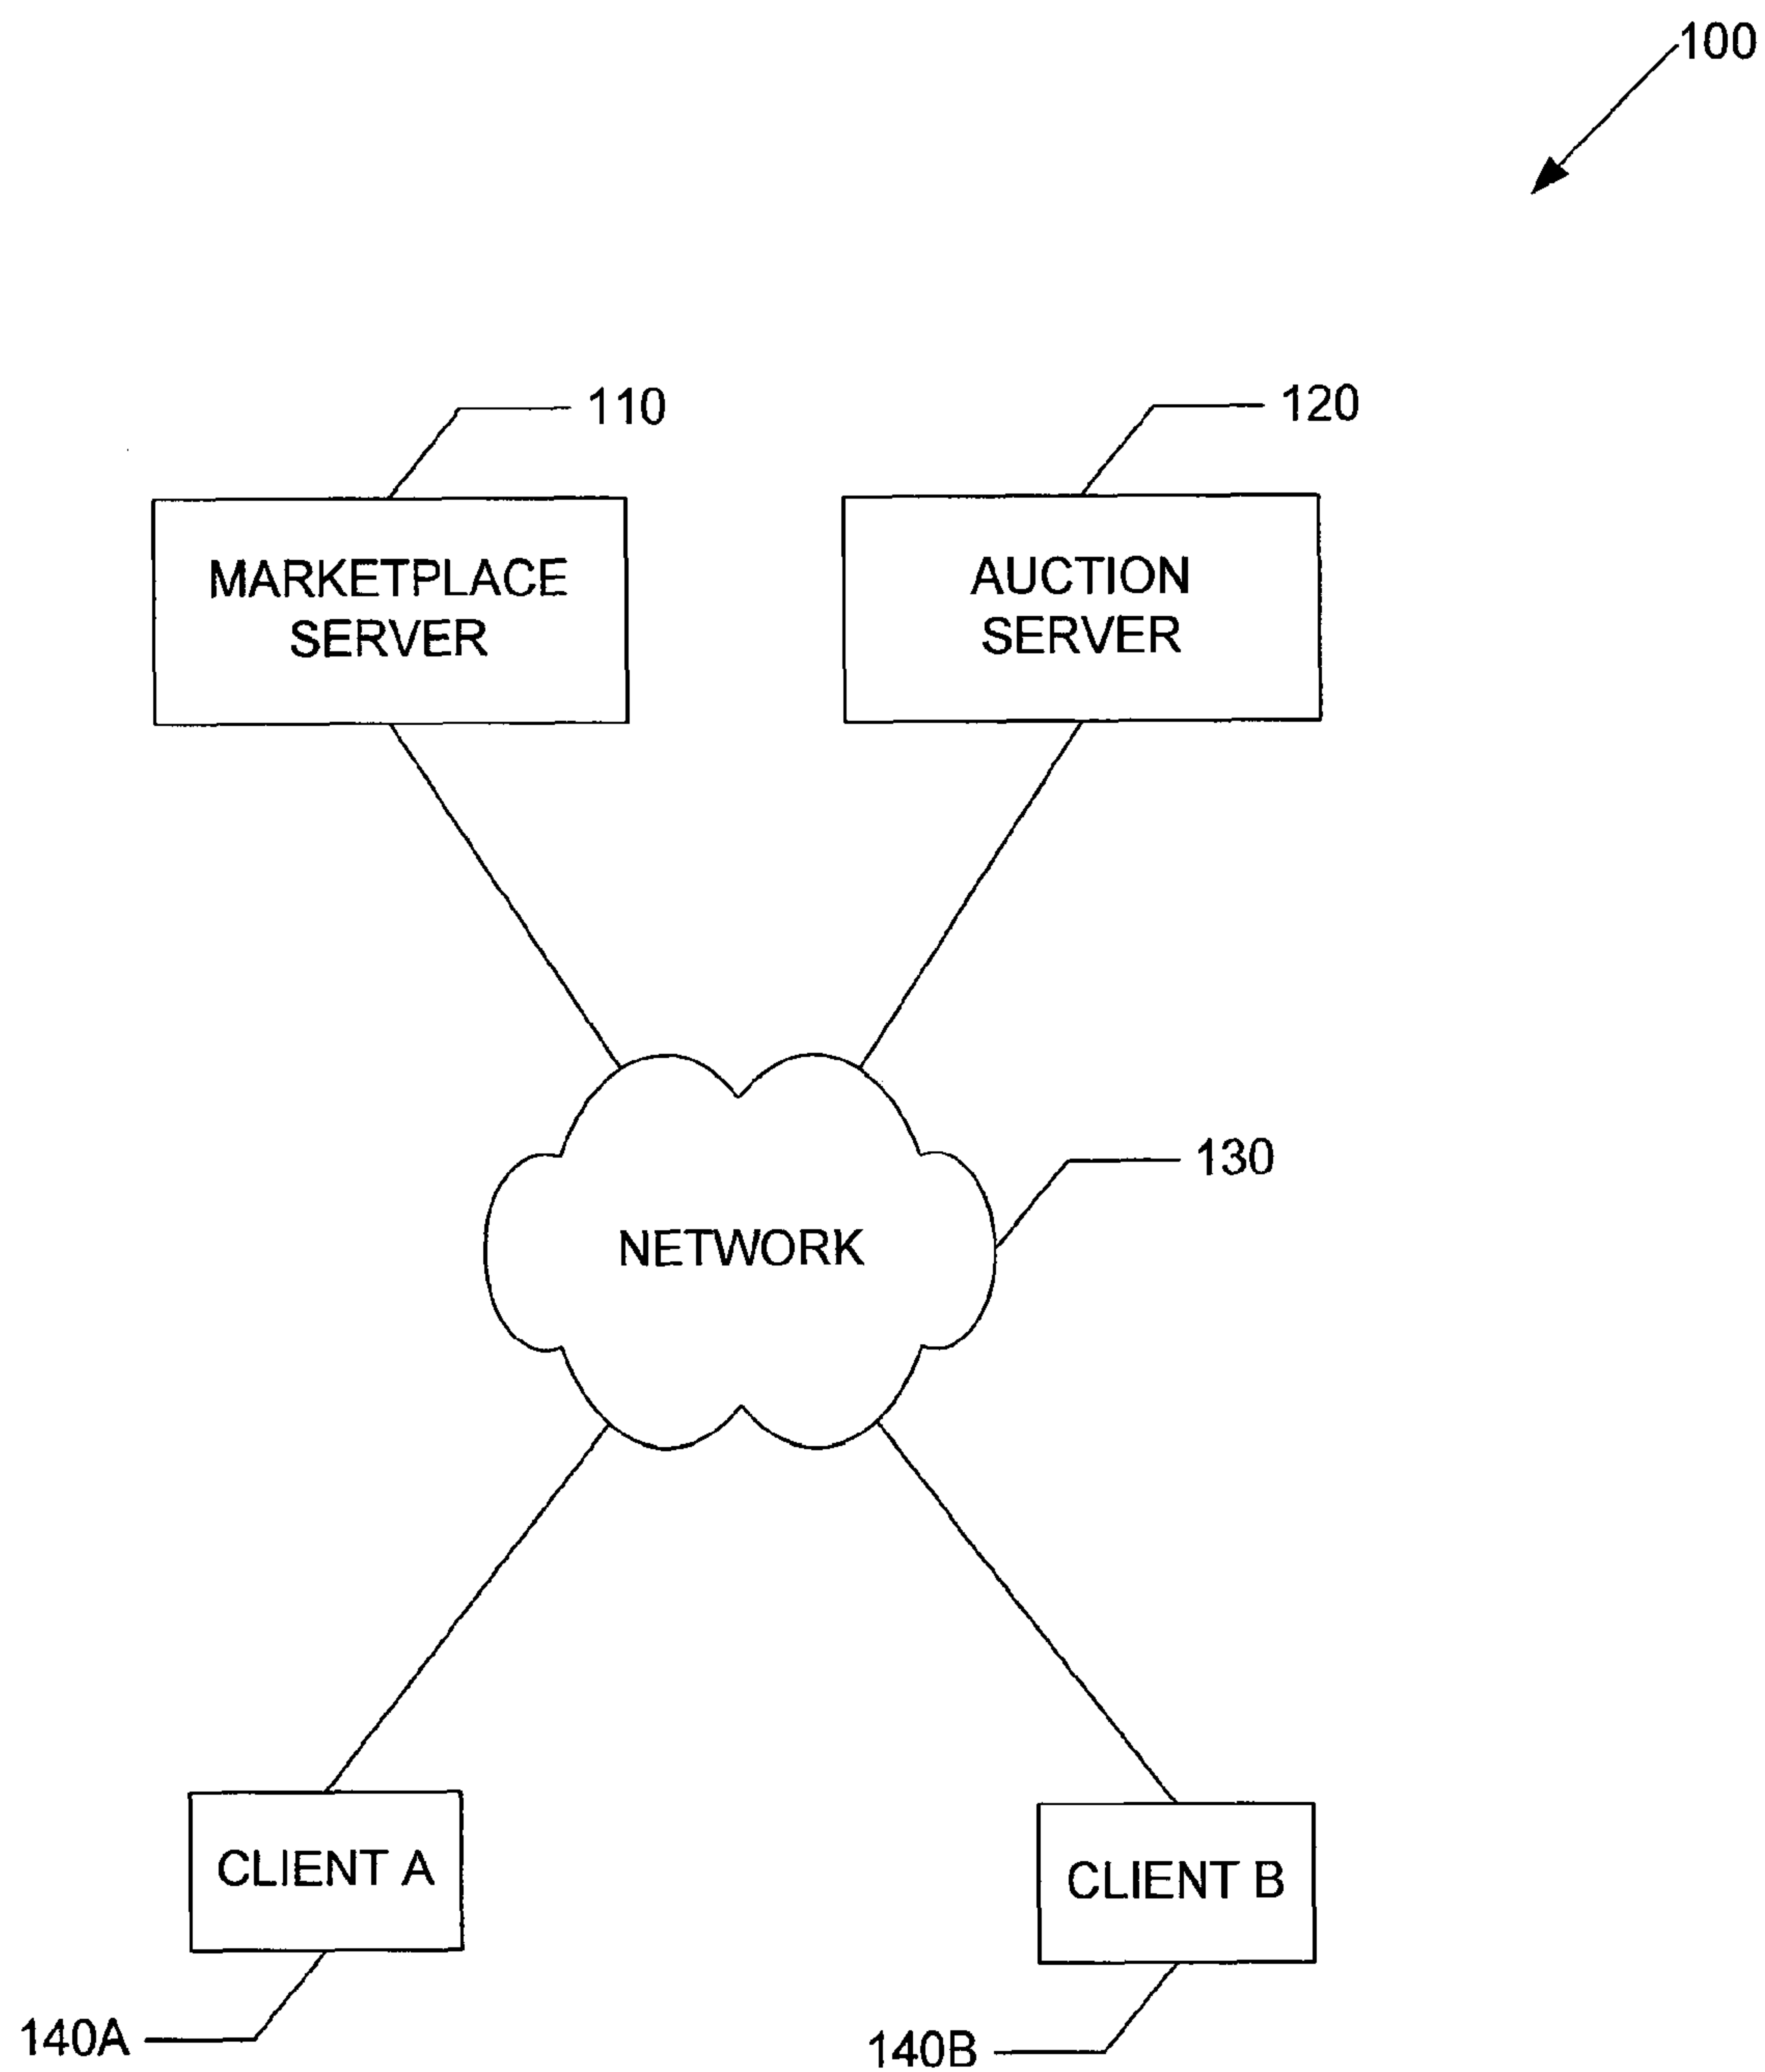 100
110
120
MARKETPLACE
SERVER
AUCTION
SERVER
130
NETWORK
CLIENT A
CLIENT B
140A
140B